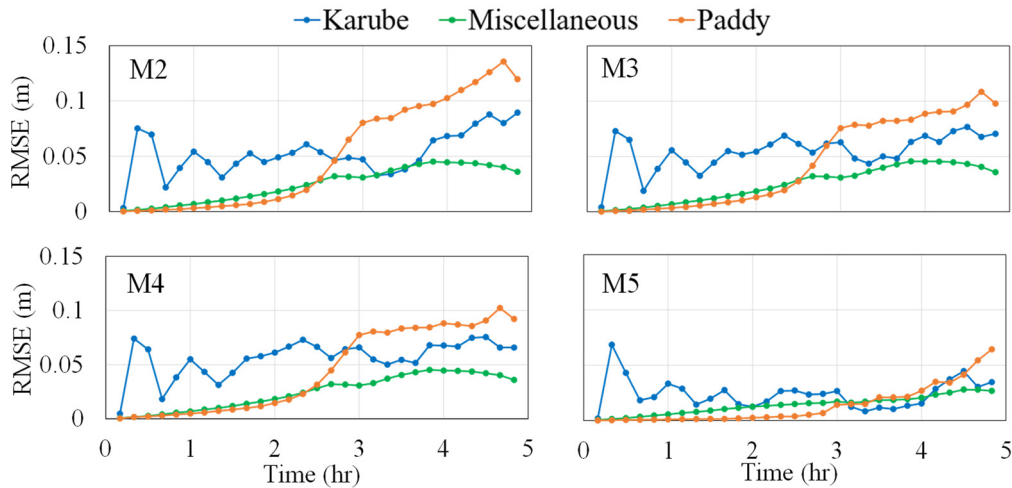 Karube Miscellaneous Paddy
0.15
M2
M3
0.1
RMSE (m)
0.05
0
0.15
M4
M5
0.1
RMSE (m)
0.05
0
0 1 2 3 4 5
0 1 2 3 4 5
Time (hr)
Time (hr)